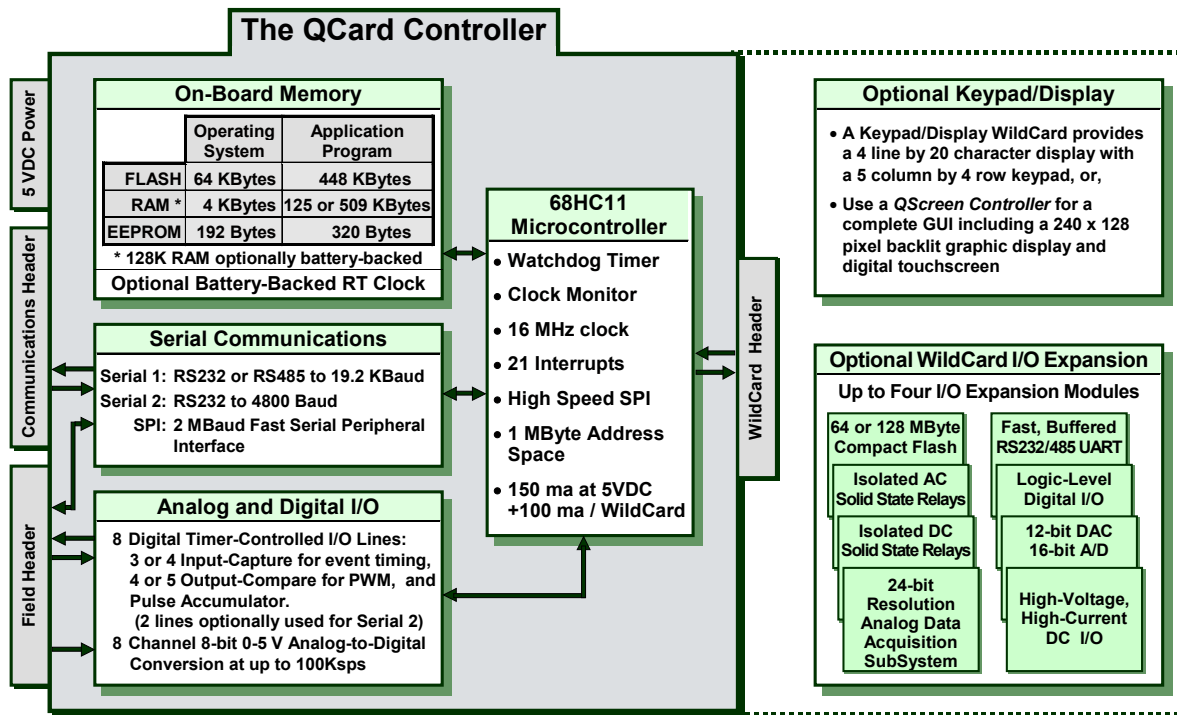 The QCard Controller
5 VDC Power
Communications Header
Field Header
On-Board Memory
Operating System Application Program
FLASH 64 KBytes 448 KBytes
RAM * 4 KBytes 125 or 509 KBytes
EEPROM 192 Bytes 320 Bytes
* 128K RAM optionally battery-backed
Optional Battery-Backed RT Clock
Serial Communications
Serial 1: RS232 or RS485 to 19.2 KBaud
Serial 2: RS232 to 4800 Baud
SPI: 2 MBaud Fast Serial Peripheral
Interface
Analog and Digital I/O
8 Digital Timer-Controlled I/O Lines:
3 or 4 Input-Capture for event timing,
4 or 5 Output-Compare for PWM, and
Pulse Accumulator.
(2 lines optionally used for Serial 2)
8 Channel 8-bit 0-5 V Analog-to-Digital
Conversion at up to 100Ksps
68HC11
Microcontroller
• Watchdog Timer
• Clock Monitor
• 16 MHz clock
• 21 Interrupts
• High Speed SPI
• 1 MByte Address
Space
• 150 ma at 5VDC
+100 ma / WildCard
WildCard Header
Optional Keypad/Display
• A Keypad/Display WildCard provides
a 4 line by 20 character display with
a 5 column by 4 row keypad, or,
• Use a QScreen Controller for a
complete GUI including a 240 x 128
pixel backlit graphic display and
digital touchscreen
Optional WildCard I/O Expansion
Up to Four I/O Expansion Modules
64 or 128 MByte
Compact Flash
Isolated AC
Solid State Relays
Isolated DC
Solid State Relays
24-bit
Resolution
Analog Data
Acquisition
SubSystem
Fast, Buffered
RS232/485 UART
Logic-Level
Digital I/O
12-bit DAC
16-bit A/D
High-Voltage,
High-Current
DC I/O